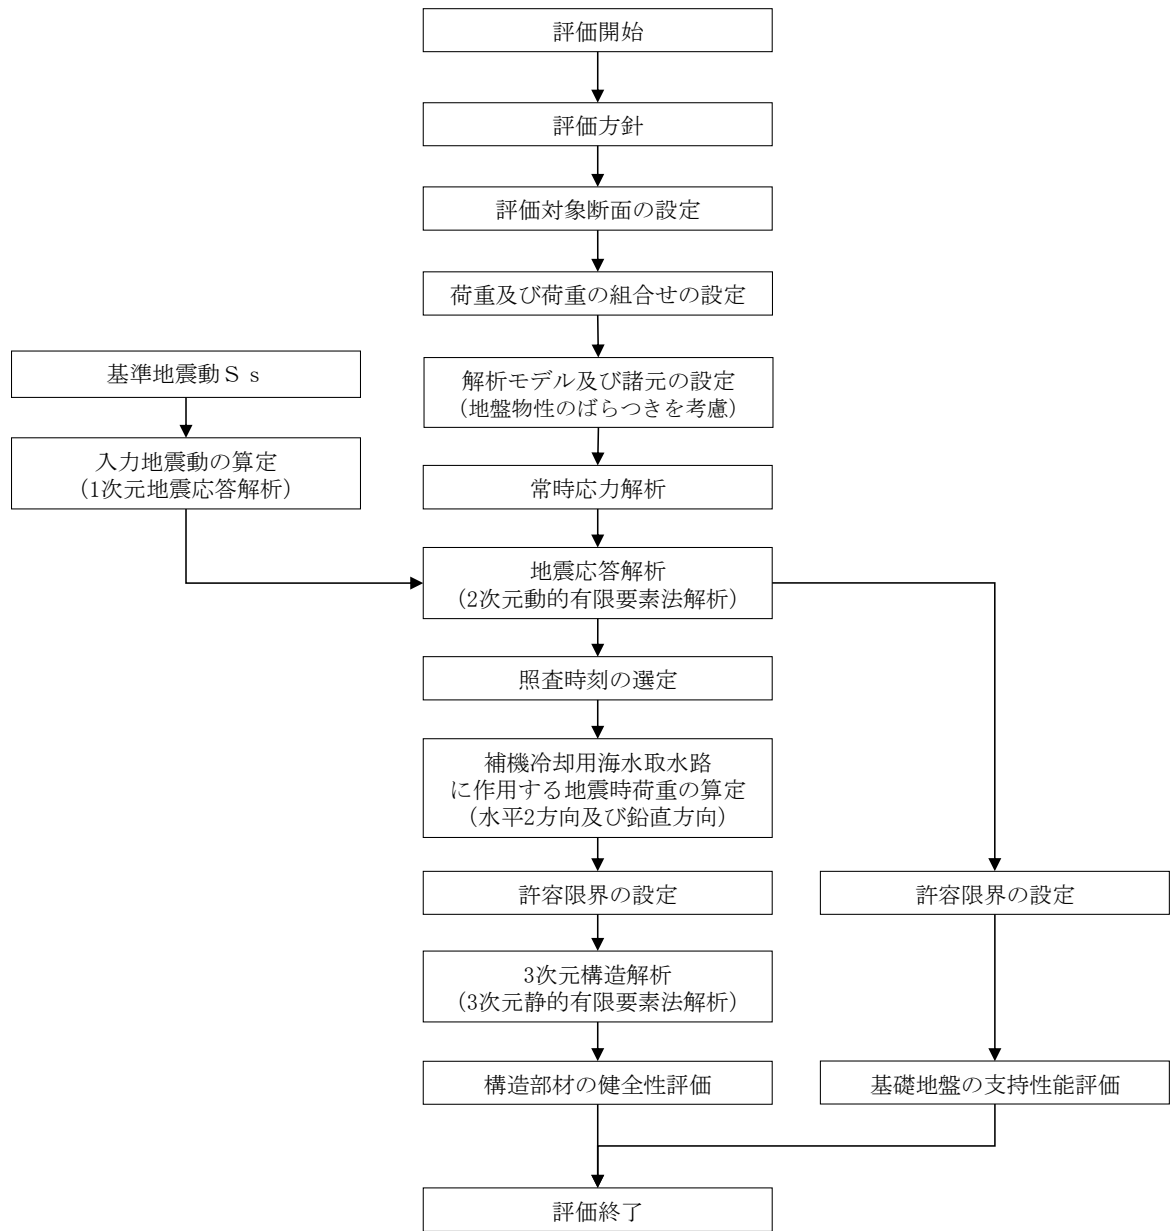 評価開始
評価方針
評価対象断面の設定
荷重及び荷重の組合せの設定
基準地震動Ｓｓ
解析モデル及び諸元の設定
（地盤物性のばらつきを考慮）
入力地震動の算定
（1次元地震応答解析）
常時応力解析
地震応答解析
（2次元動的有限要素法解析）
照査時刻の選定
補機冷却用海水取水路
に作用する地震時荷重の算定
（水平2方向及び鉛直方向）
許容限界の設定
許容限界の設定
3次元構造解析
（3次元静的有限要素法解析）
構造部材の健全性評価
基礎地盤の支持性能評価
評価終了